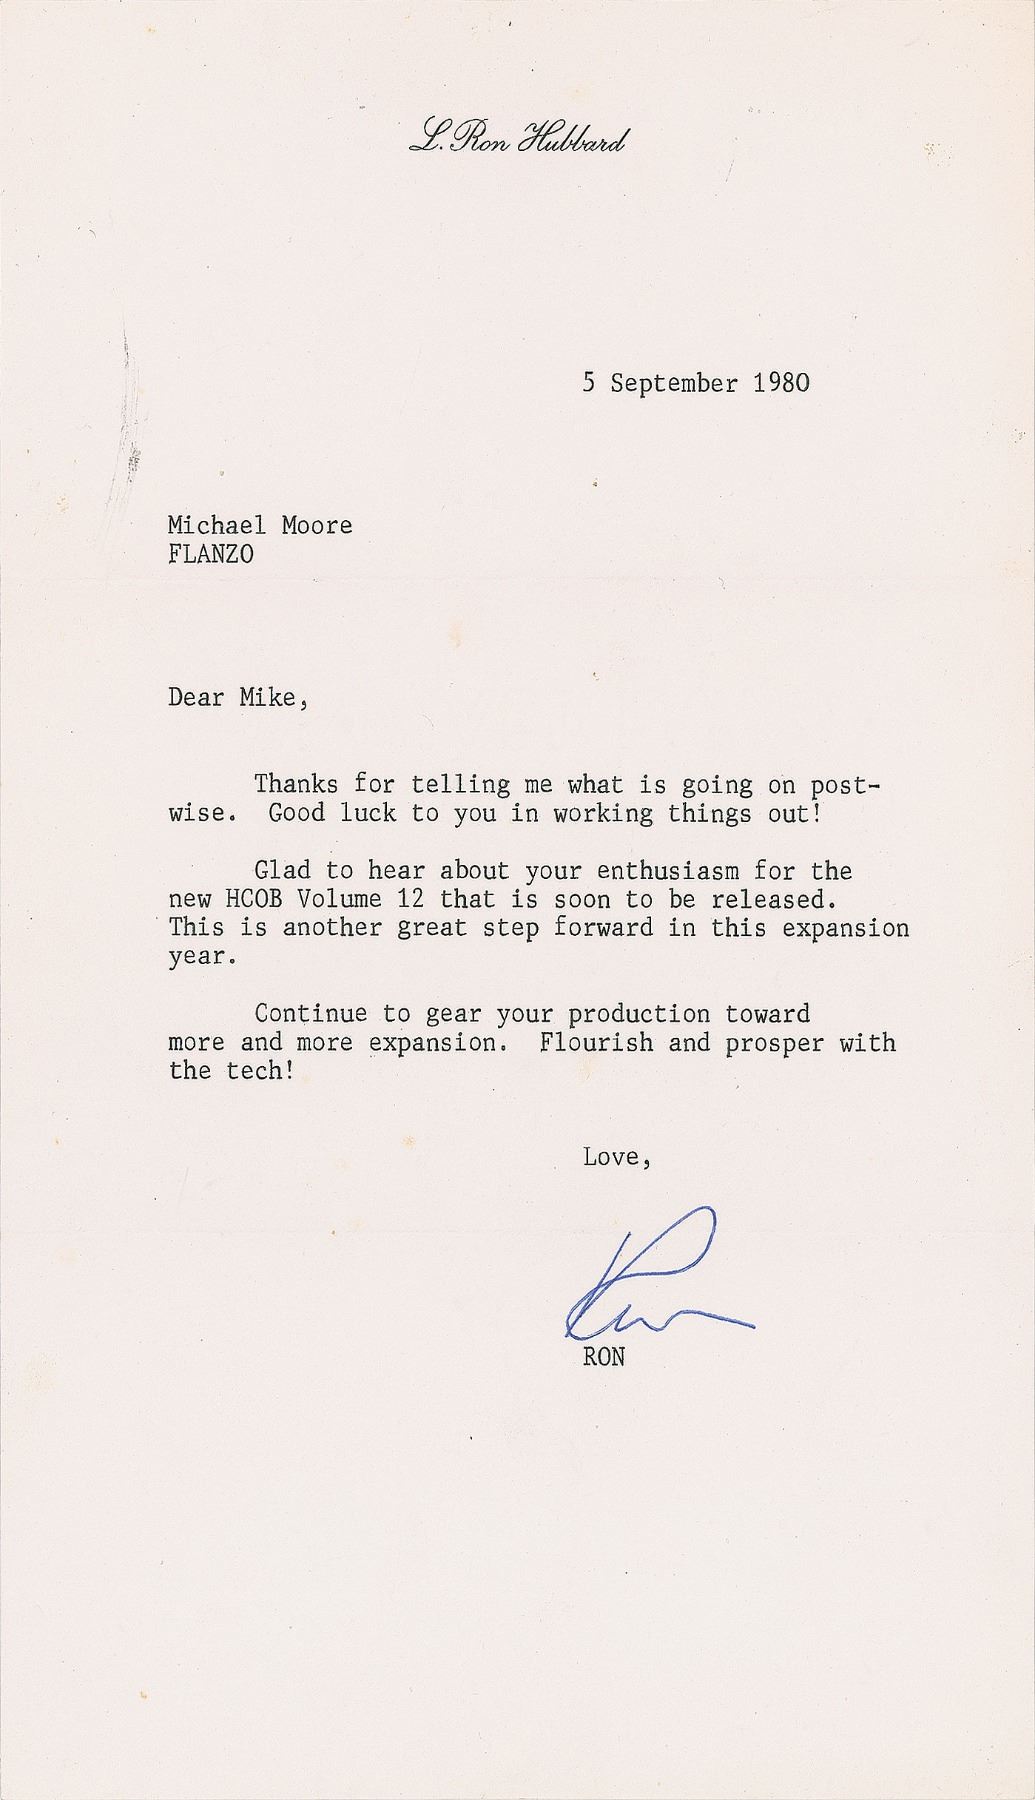 L. Ron Hubbard
5 September 1980
Michael Moore
FLANZO
Dear Mike,
Thanks for telling me what is going on post-
wise. Good luck to you in working things out!
Glad to hear about your enthusiasm for the
new HCOB Volume 12 that is soon to be released.
This is another great step forward in this expansion
year.
Continue to gear your production toward
more and more expansion. Flourish and prosper with
the tech!
Love,
Ron
RON